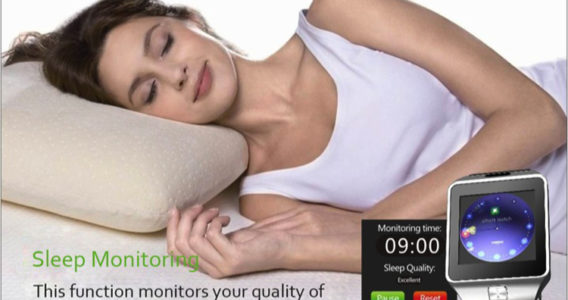 Sleep Monitoring
This function monitors your quality of
Monitoring time:
09:00
Sleep Quality:
Excellent
Pause
Reset